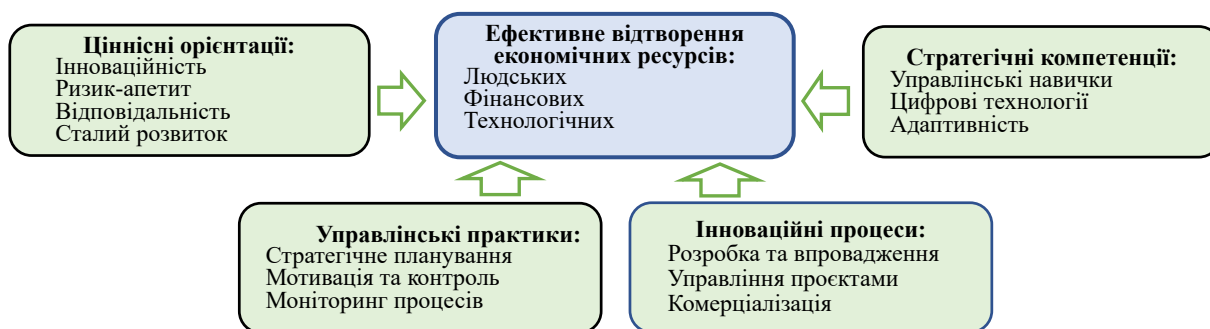 Ціннісні орієнтації:
Інноваційність
Ризик-апетит
Відповідальність
Сталий розвиток
Ефективне відтворення
економічних ресурсів:
Людських
Фінансових
Технологічних
Стратегічні компетенції:
Управлінські навички
Цифрові технології
Адаптивність
Управлінські практики:
Стратегічне планування
Мотивація та контроль
Моніторинг процесів
Інноваційні процеси:
Розробка та впровадження
Управління проєктами
Комерціалізація